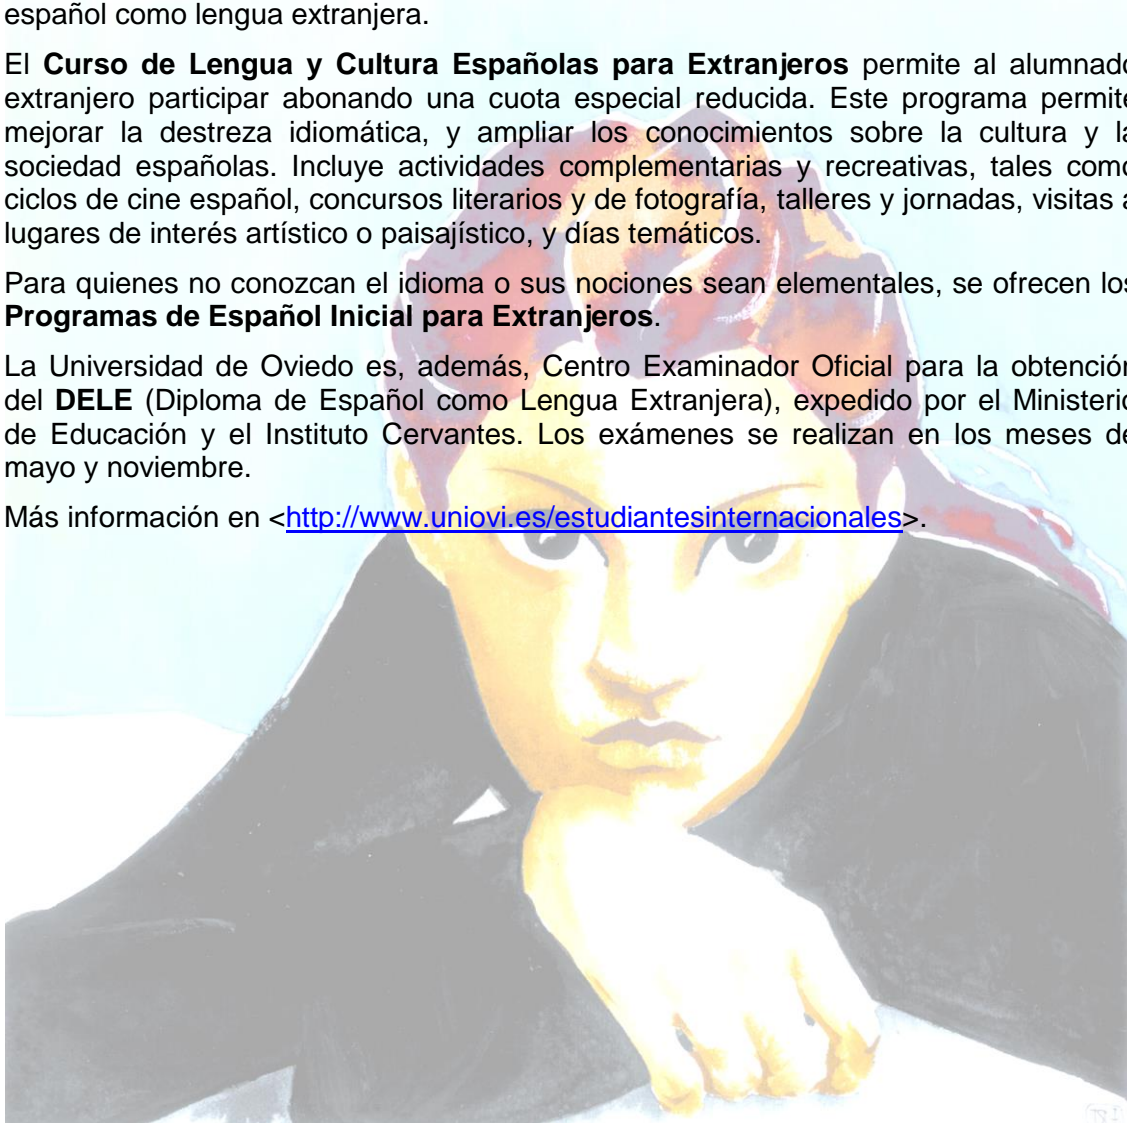 español como lengua extranjera.
El Curso de Lengua y Cultura Españolas para Extranjeros permite al alumnado
extranjero participar abonando una cuota especial reducida. Este programa permite
mejorar la destreza idiomática, y ampliar los conocimientos sobre la cultura y la
sociedad españolas. Incluye actividades complementarias y recreativas, tales como
ciclos de cine español, concursos literarios y de fotografía, talleres y jornadas, visitas a
lugares de interés artístico o paisajístico, y días temáticos.
Para quienes no conozcan el idioma o sus nociones sean elementales, se ofrecen los
Programas de Español Inicial para Extranjeros.
La Universidad de Oviedo es, además, Centro Examinador Oficial para la obtención
del DELE (Diploma de Español como Lengua Extranjera), expedido por el Ministerio
de Educación y el Instituto Cervantes. Los exámenes se realizan en los meses de
mayo y noviembre.
Más información en <http://www.uniovi.es/estudiantesinternacionales>.